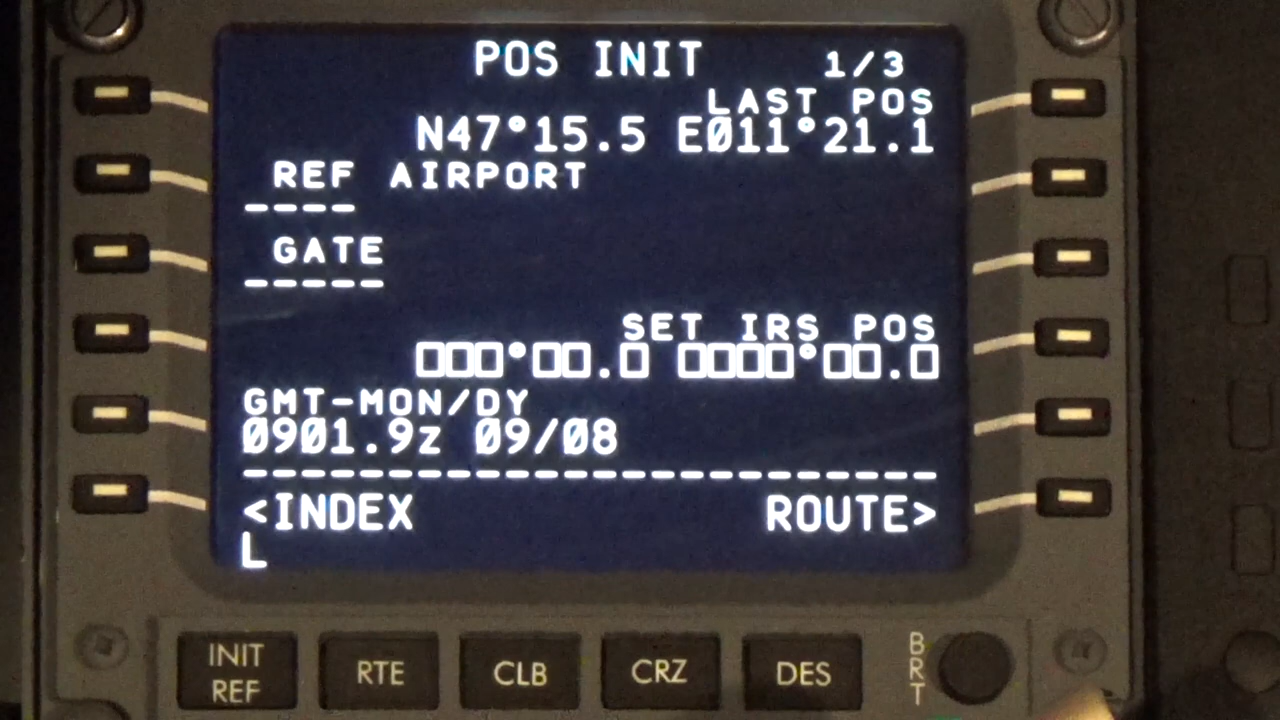 POS INIT 1/3
LAST POS
N47°15.5 E011°21.1
REF AIRPORT
----
GATE
-----
SET IRS POS
□□□°□□.□ □□□□°□□.□
GMT-MON/DY
0901.9z 09/08
------------------------
<INDEX ROUTE>
L
INIT REF RTE CLB CRZ DES BRT